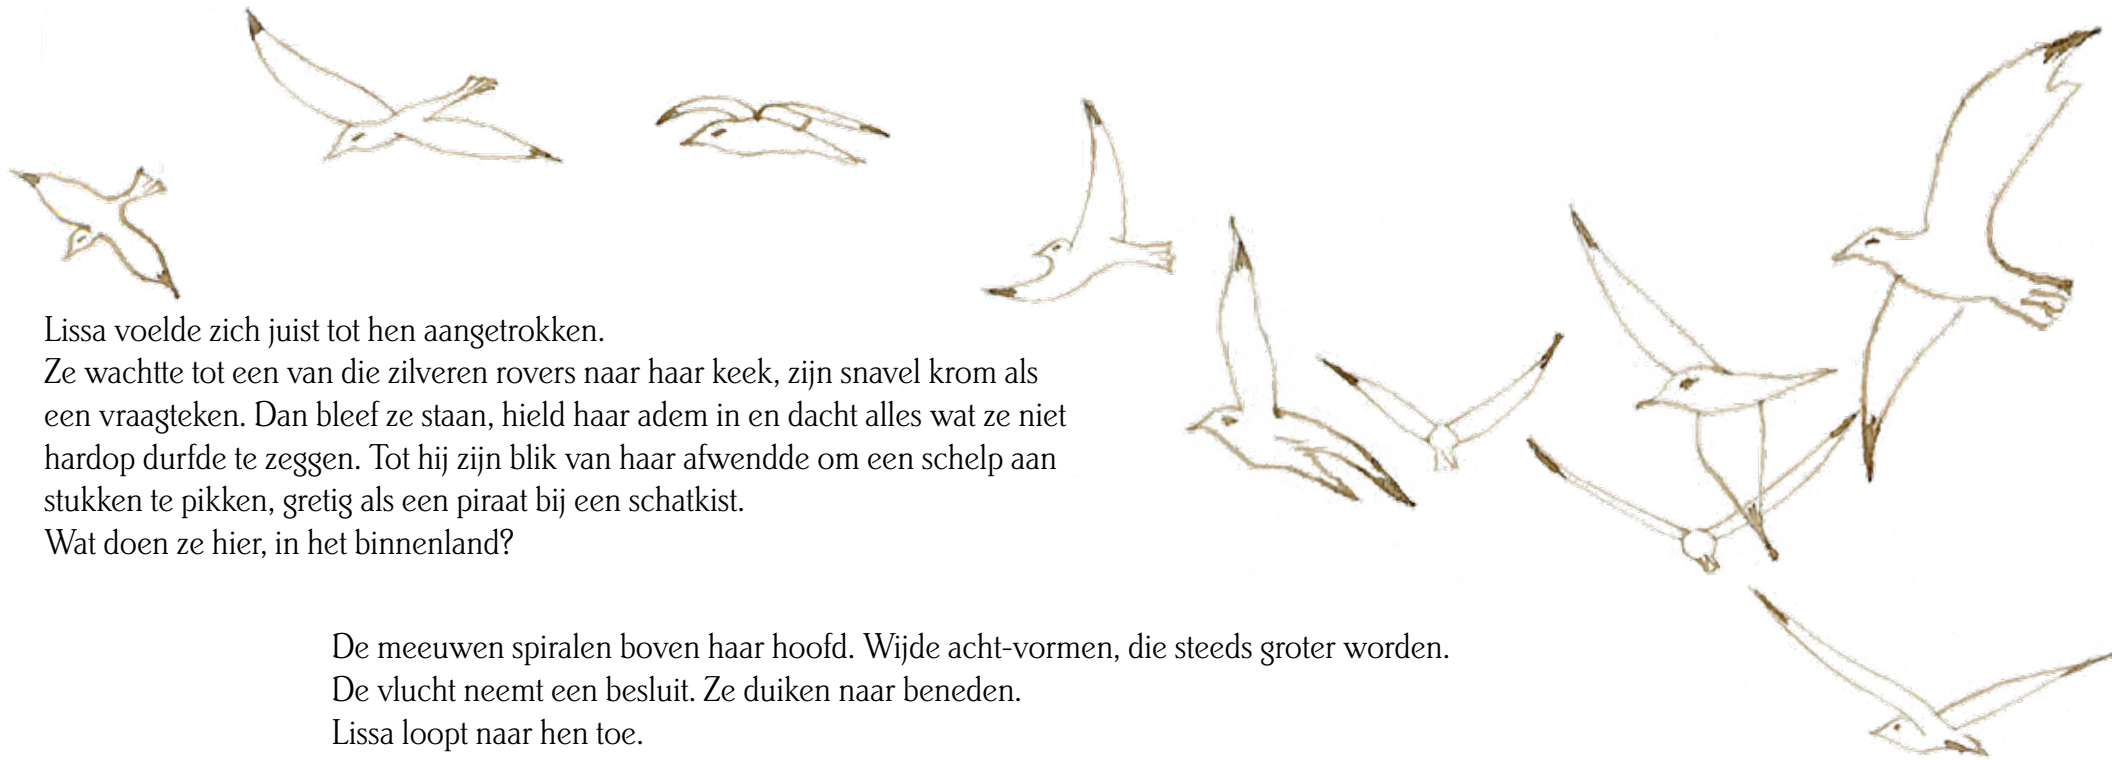 Lissa voelde zich juist tot hen aangetrokken.
Ze wachtte tot een van die zilveren rovers naar haar keek, zijn snavel krom als
een vraagteken. Dan bleef ze staan, hield haar adem in en dacht alles wat ze niet
hardop durfde te zeggen. Tot hij zijn blik van haar afwendde om een schelp aan
stukken te pikken, gretig als een piraat bij een schatkist.
Wat doen ze hier, in het binnenland?
De meeuwen spiralen boven haar hoofd. Wijde acht-vormen, die steeds groter worden.
De vlucht neemt een besluit. Ze duiken naar beneden.
Lissa loopt naar hen toe.